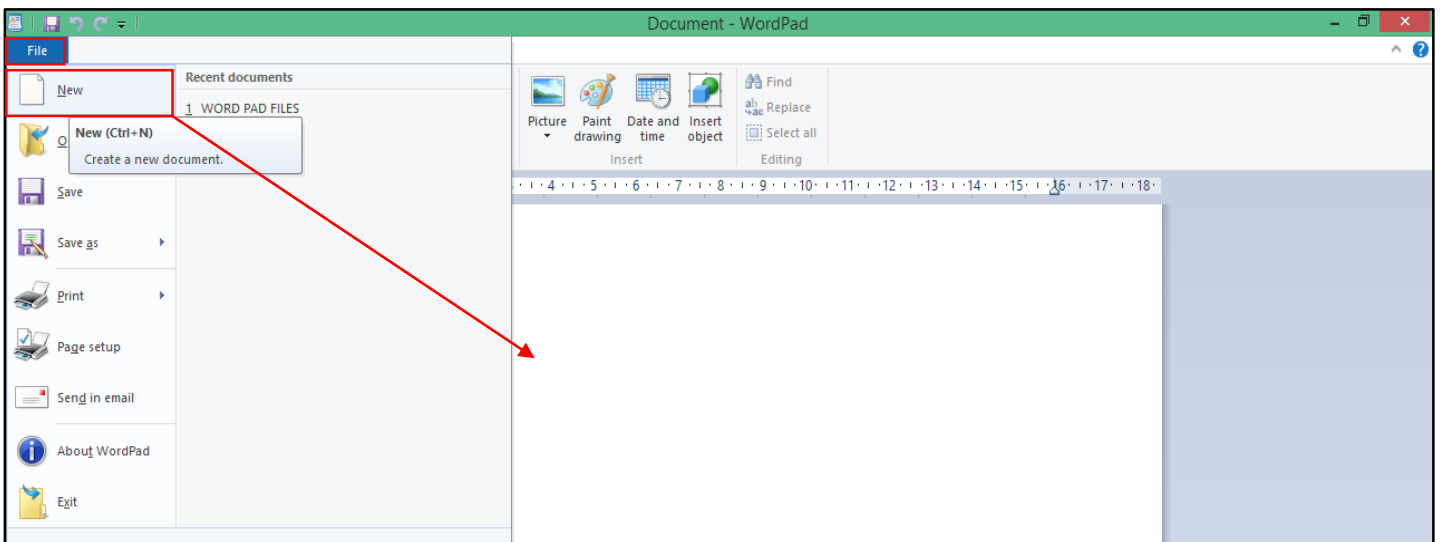 Document - WordPad
File
New
Recent documents
1 WORD PAD FILES
New (Ctrl+N)
Create a new document.
O
Save
Save as
Print
Page setup
Send in email
About WordPad
Exit
Picture
Paint drawing
Date and time
Insert object
Insert
Find
Replace
Select all
Editing
4 5 6 7 8 9 10 11 12 13 14 15 16 17 18